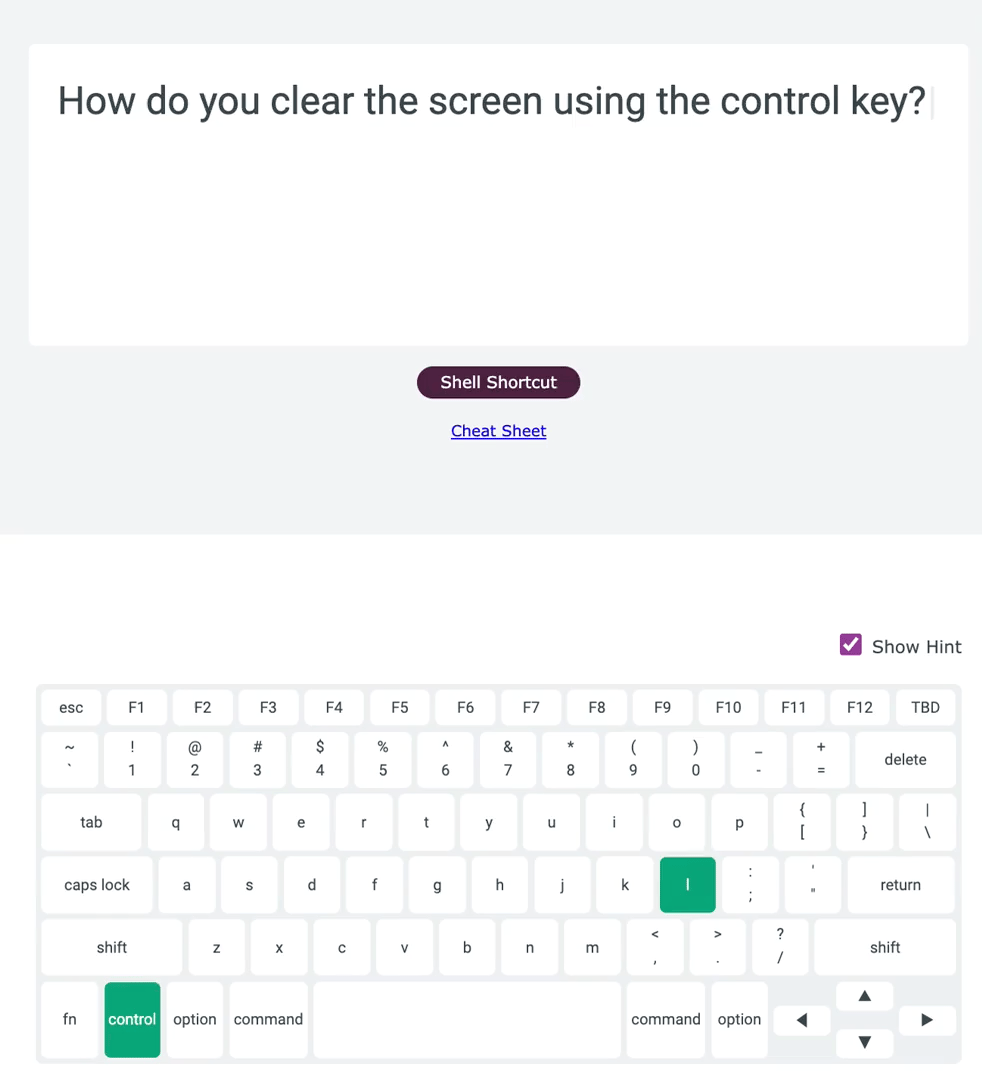 How do you clear the screen using the control key?
Shell Shortcut
Cheat Sheet
Show Hint
esc F1 F2 F3 F4 F5 F6 F7 F8 F9 F10 F11 F12 TBD
~ ! @ # $ % ^ & * ( ) _ +
` 1 2 3 4 5 6 7 8 9 0 - = delete
tab q w e r t y u i o p { ] |
[ } \
caps lock a s d f g h j k l : ' return
; "
shift z x c v b n m < > ? shift
, . /
fn control option command command option ◀ ▲ ▼ ▶